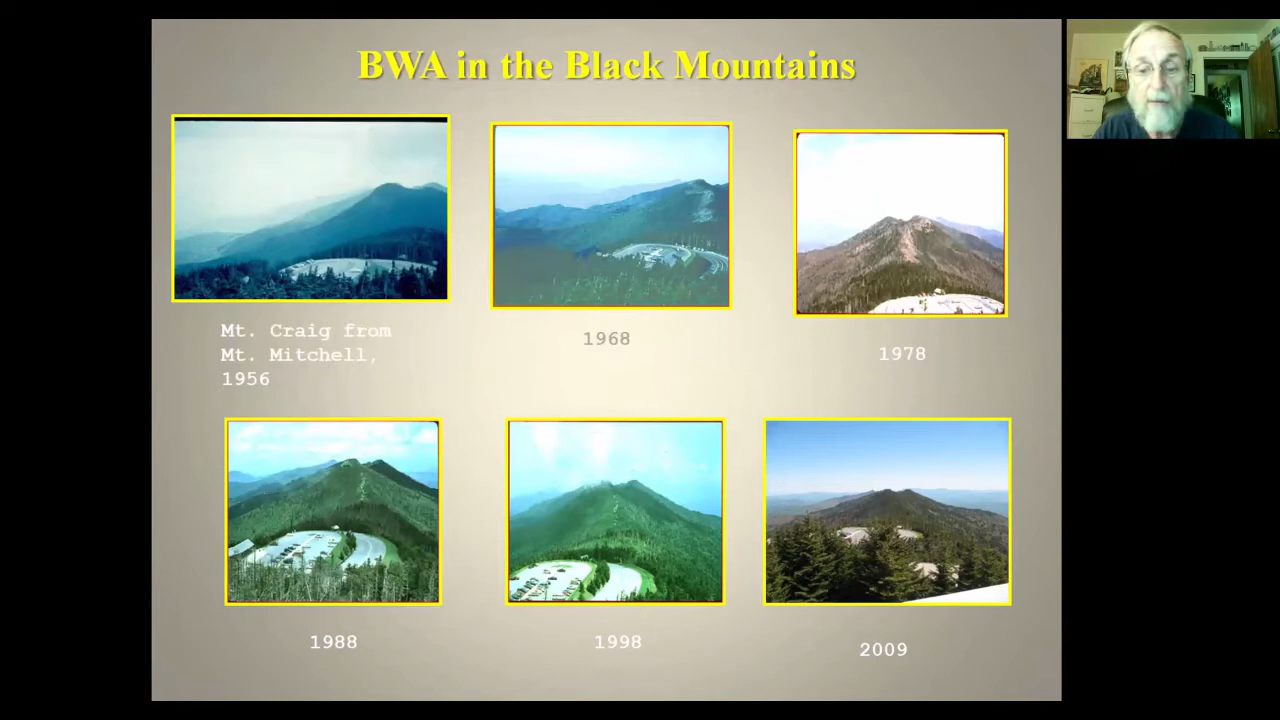 BWA in the Black Mountains
Mt. Craig from
Mt. Mitchell,
1956
1968
1978
1988
1998
2009